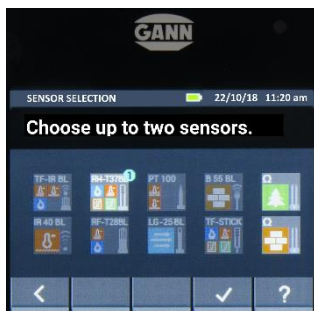 GANN
SENSOR SELECTION 22/10/18 11:20 am
Choose up to two sensors.
TF-IR BL RH-T37BL 1 PT 100 B 55 BL Ω
IR 40 BL RF-T28BL LG-25 BL TF-STICK Ω
< ✓ ?